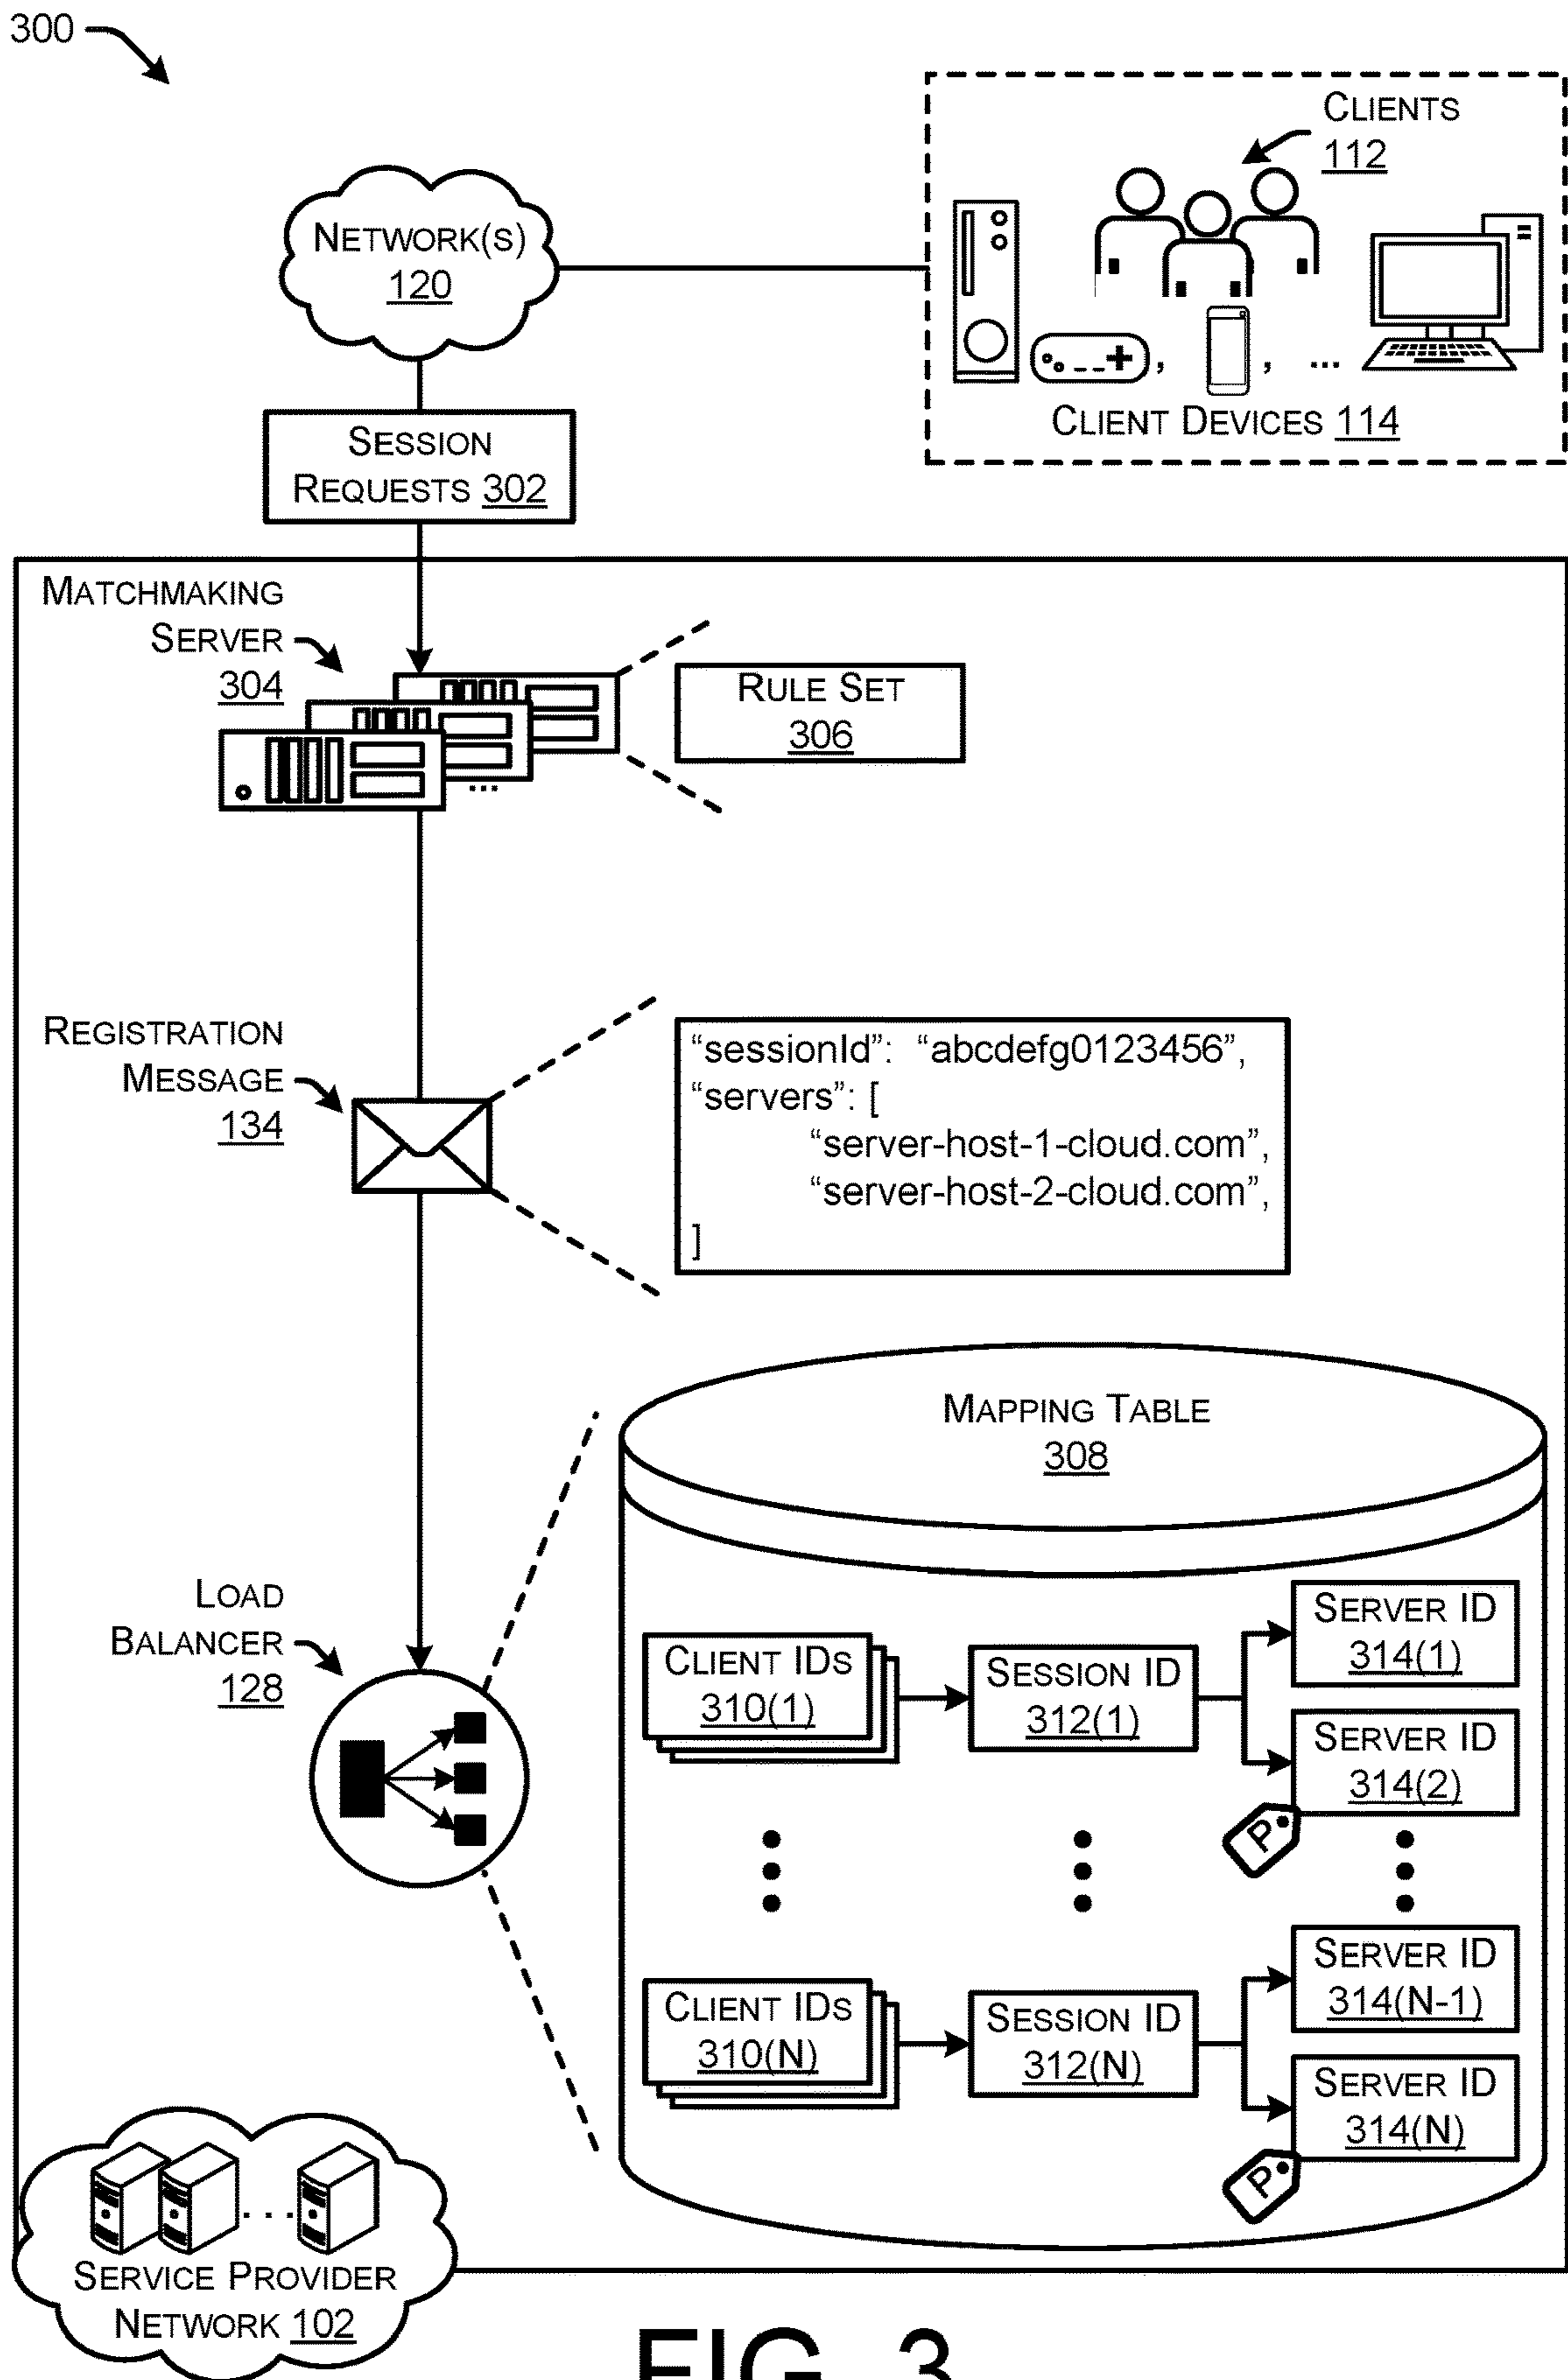 300
CLIENTS
112
NETWORK(S)
120
, , ...
CLIENT DEVICES 114
SESSION
REQUESTS 302
MATCHMAKING
SERVER
304
RULE SET
306
...
REGISTRATION
MESSAGE
134
“sessionId”: “abcdefg0123456”,
“servers”: [
“server-host-1-cloud.com”,
“server-host-2-cloud.com”,
]
MAPPING TABLE
308
LOAD
BALANCER
128
CLIENT IDS
310(1)
SESSION ID
312(1)
SERVER ID
314(1)
SERVER ID
314(2)
P
CLIENT IDS
310(N)
SESSION ID
312(N)
SERVER ID
314(N-1)
SERVER ID
314(N)
P
...
SERVICE PROVIDER
NETWORK 102
FIG. 3